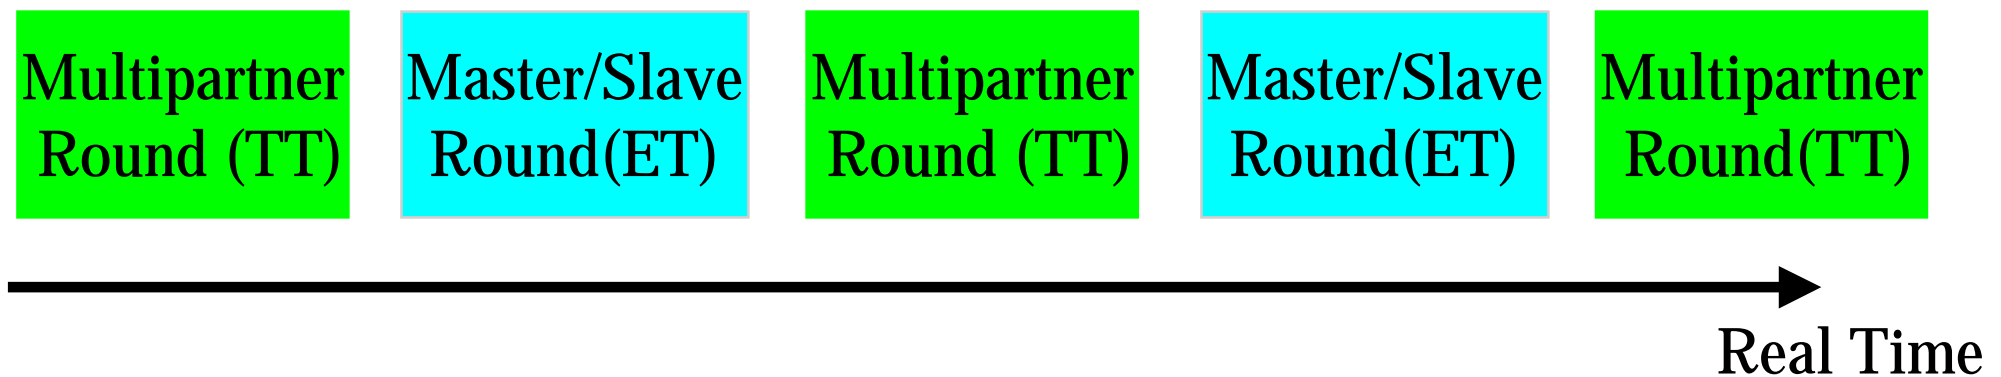 Multipartner
Round (TT)
Master/Slave
Round(ET)
Multipartner
Round (TT)
Master/Slave
Round(ET)
Multipartner
Round(TT)
Real Time